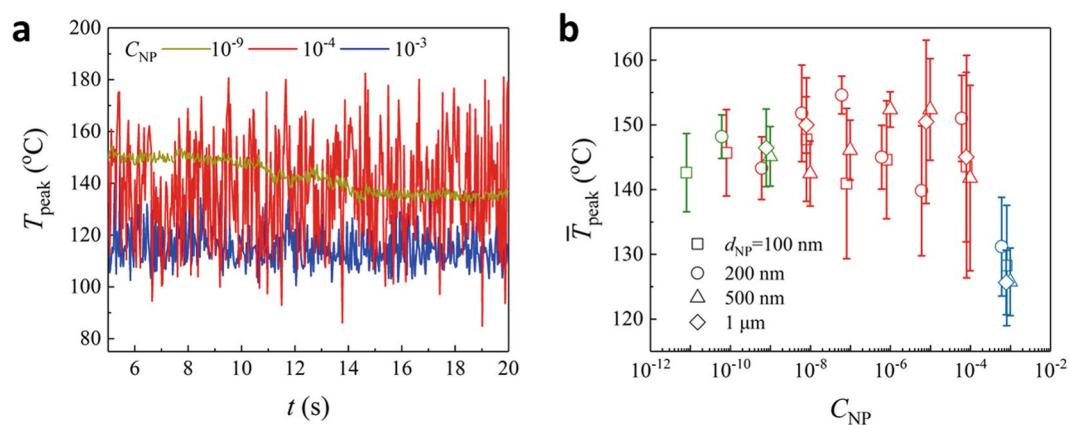 a
C_NP 10^-9 10^-4 10^-3
200
180
160
140
120
100
80
T_peak (ºC)
6 8 10 12 14 16 18 20
t (s)
b
160
150
140
130
120
T̅_peak (ºC)
d_NP=100 nm
200 nm
500 nm
1 μm
10^-12 10^-10 10^-8 10^-6 10^-4 10^-2
C_NP